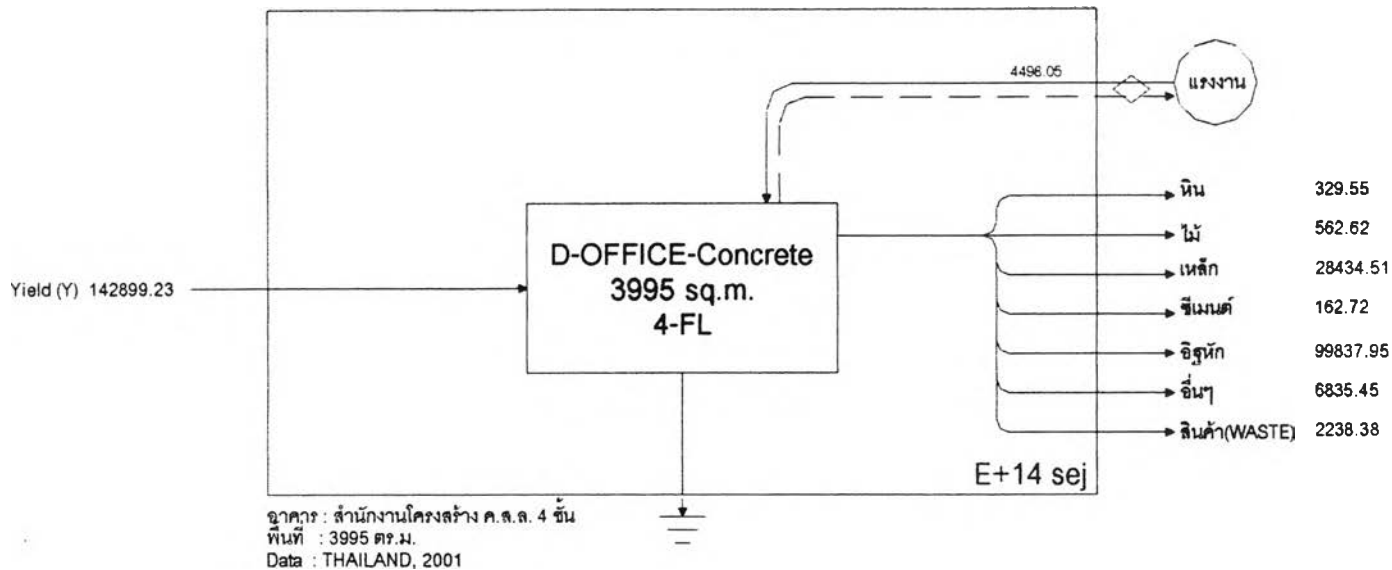 4496.05
แรงงาน
หิน 329.55
ไม้ 562.62
เหล็ก 28434.51
ซีเมนต์ 162.72
อิฐหัก 99837.95
อื่นๆ 6835.45
สินค้า(WASTE) 2238.38
D-OFFICE-Concrete
3995 sq.m.
4-FL
Yield (Y) 142899.23
E+14 sej
อาคาร : สำนักงานโครงสร้าง ค.ส.ล. 4 ชั้น
พื้นที่ : 3995 ตร.ม.
Data : THAILAND, 2001